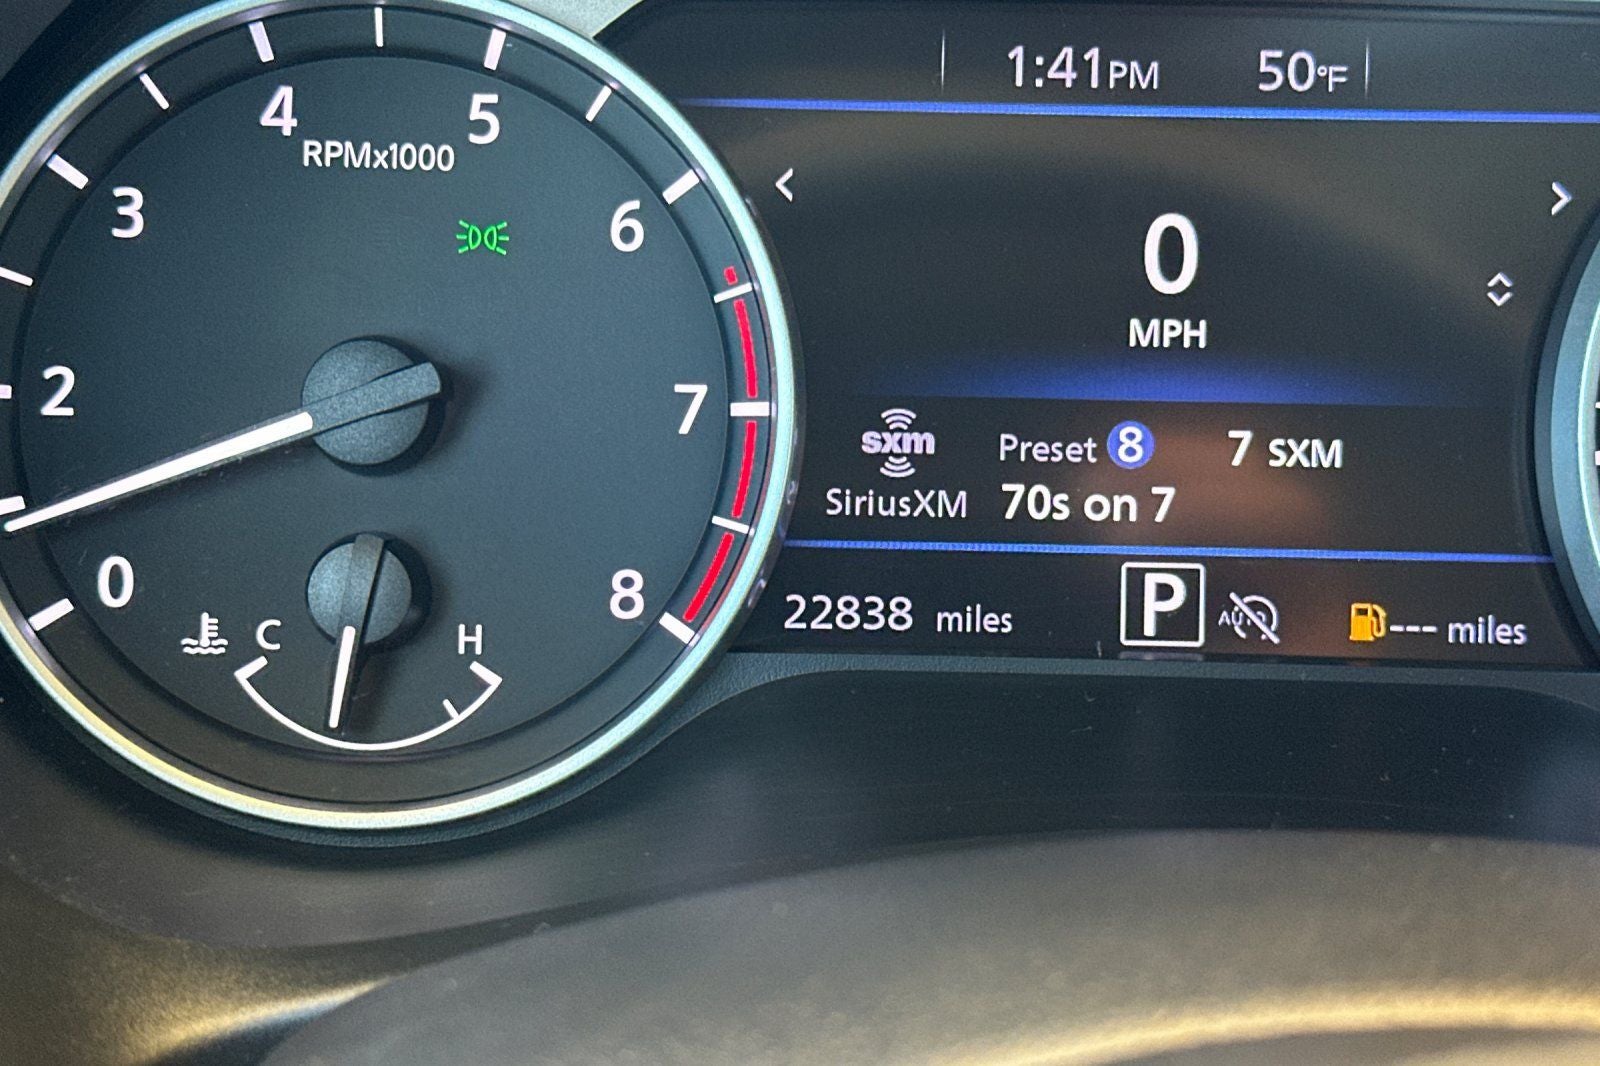 4
5
RPMx1000
3
6
2
7
0
8
C
H
1:41PM
50°F
0
MPH
sxm
Preset 8
7 SXM
SiriusXM
70s on 7
22838 miles
P
AUTO
--- miles